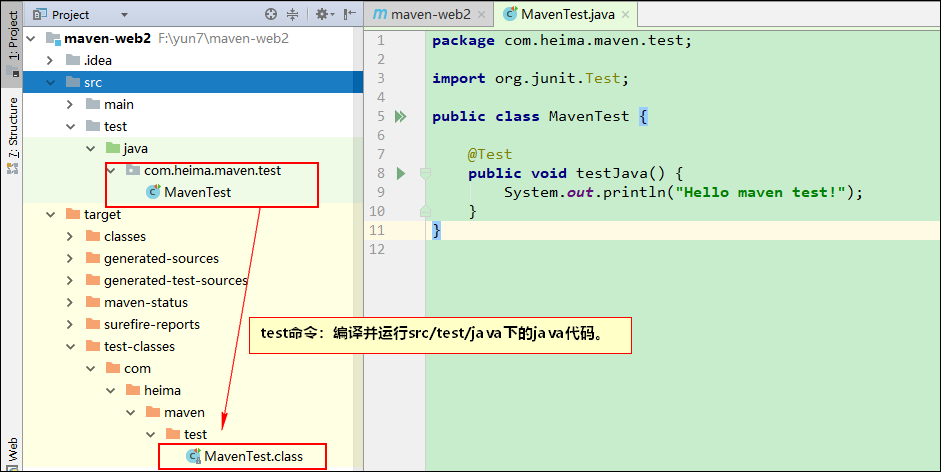 1: Project
7: Structure
Web
Project
maven-web2 F:\yun7\maven-web2
.idea
src
main
test
java
com.heima.maven.test
MavenTest
target
classes
generated-sources
generated-test-sources
maven-status
surefire-reports
test-classes
com
heima
maven
test
MavenTest.class
m maven-web2 × C MavenTest.java ×
1 package com.heima.maven.test;
2
3 import org.junit.Test;
4
5 public class MavenTest {
6
7 @Test
8 public void testJava() {
9 System.out.println("Hello maven test!");
10 }
11 }
12
test命令：编译并运行src/test/java下的java代码。